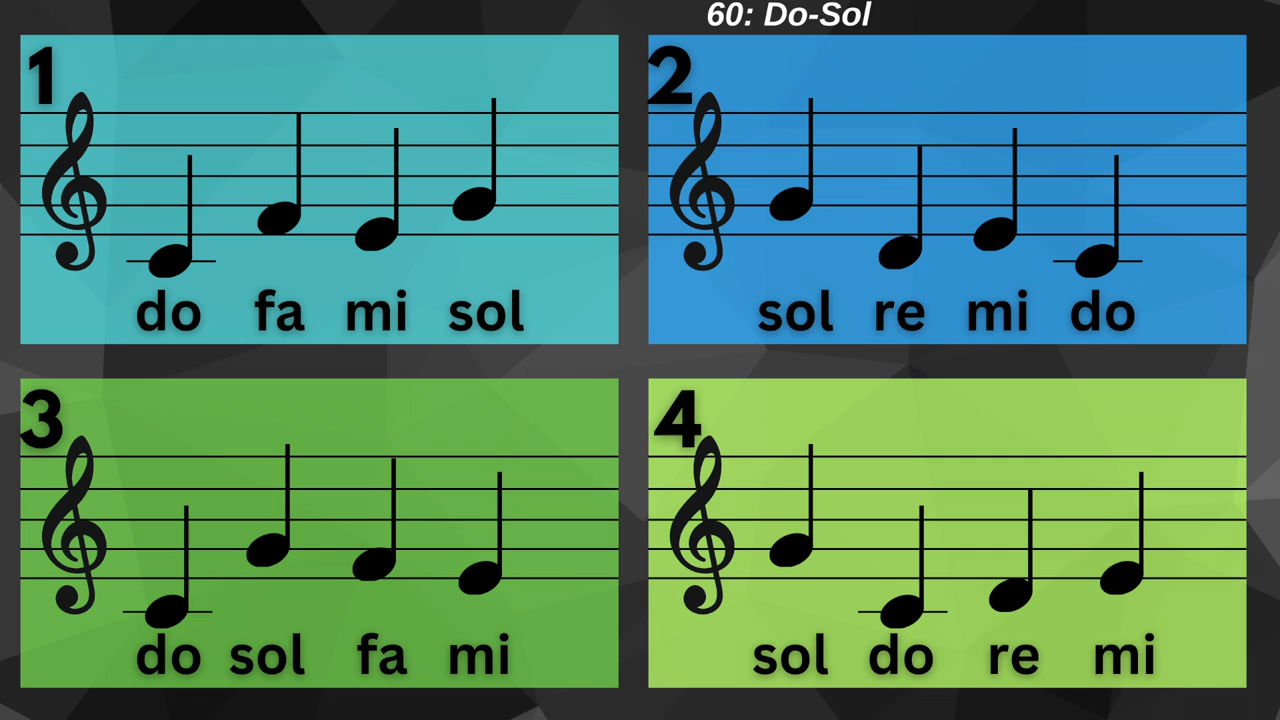 60: Do-Sol
1
do fa mi sol
2
sol re mi do
3
do sol fa mi
4
sol do re mi